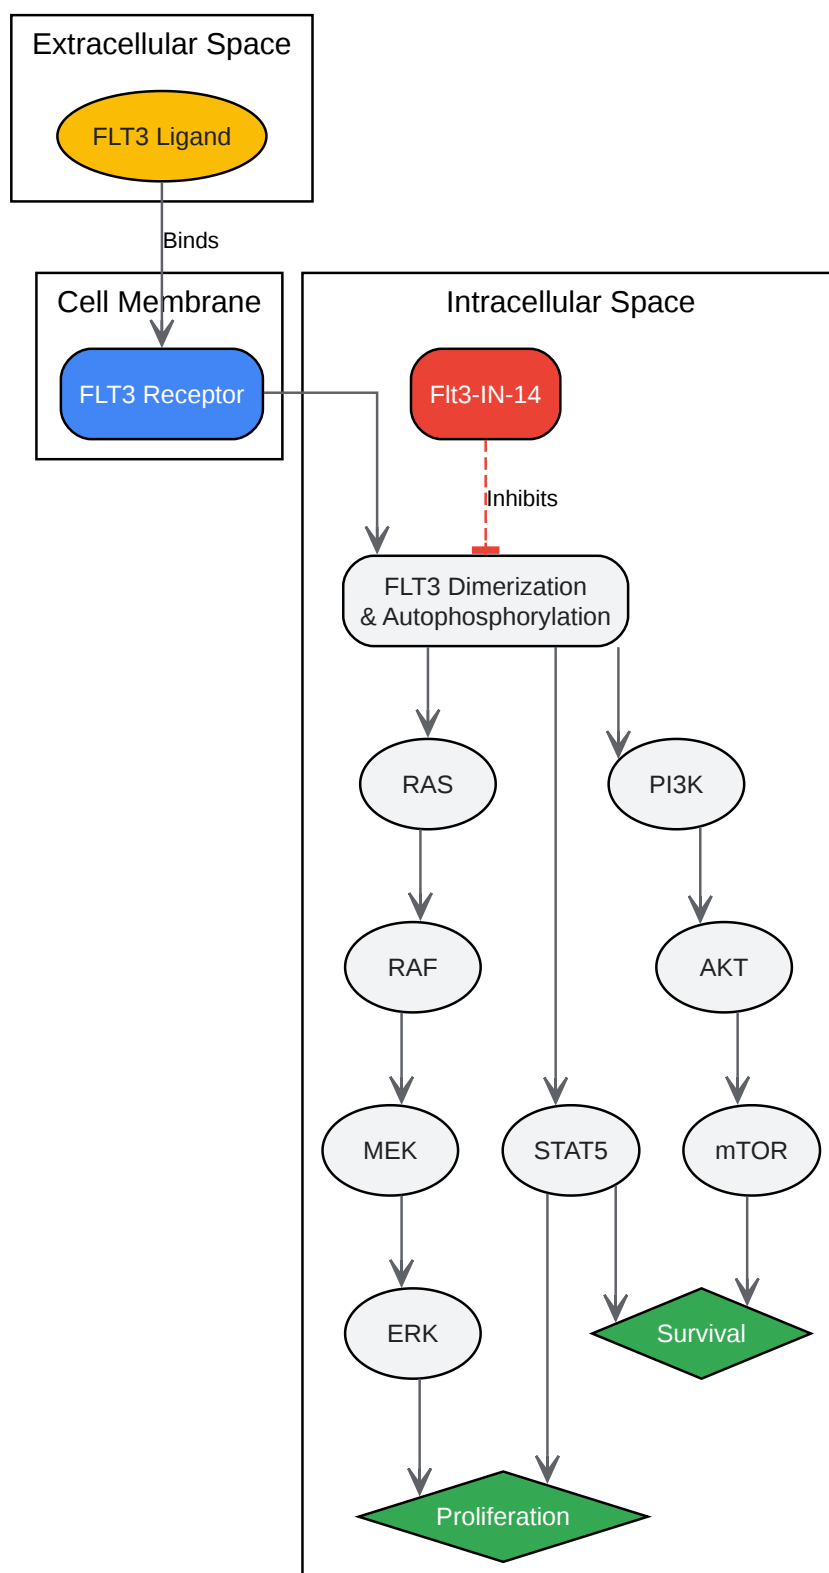 Extracellular Space
FLT3 Ligand
Binds
Cell Membrane
Intracellular Space
FLT3 Receptor
Flt3-IN-14
Inhibits
FLT3 Dimerization
& Autophosphorylation
RAS
PI3K
RAF
AKT
MEK
STAT5
mTOR
ERK
Survival
Proliferation